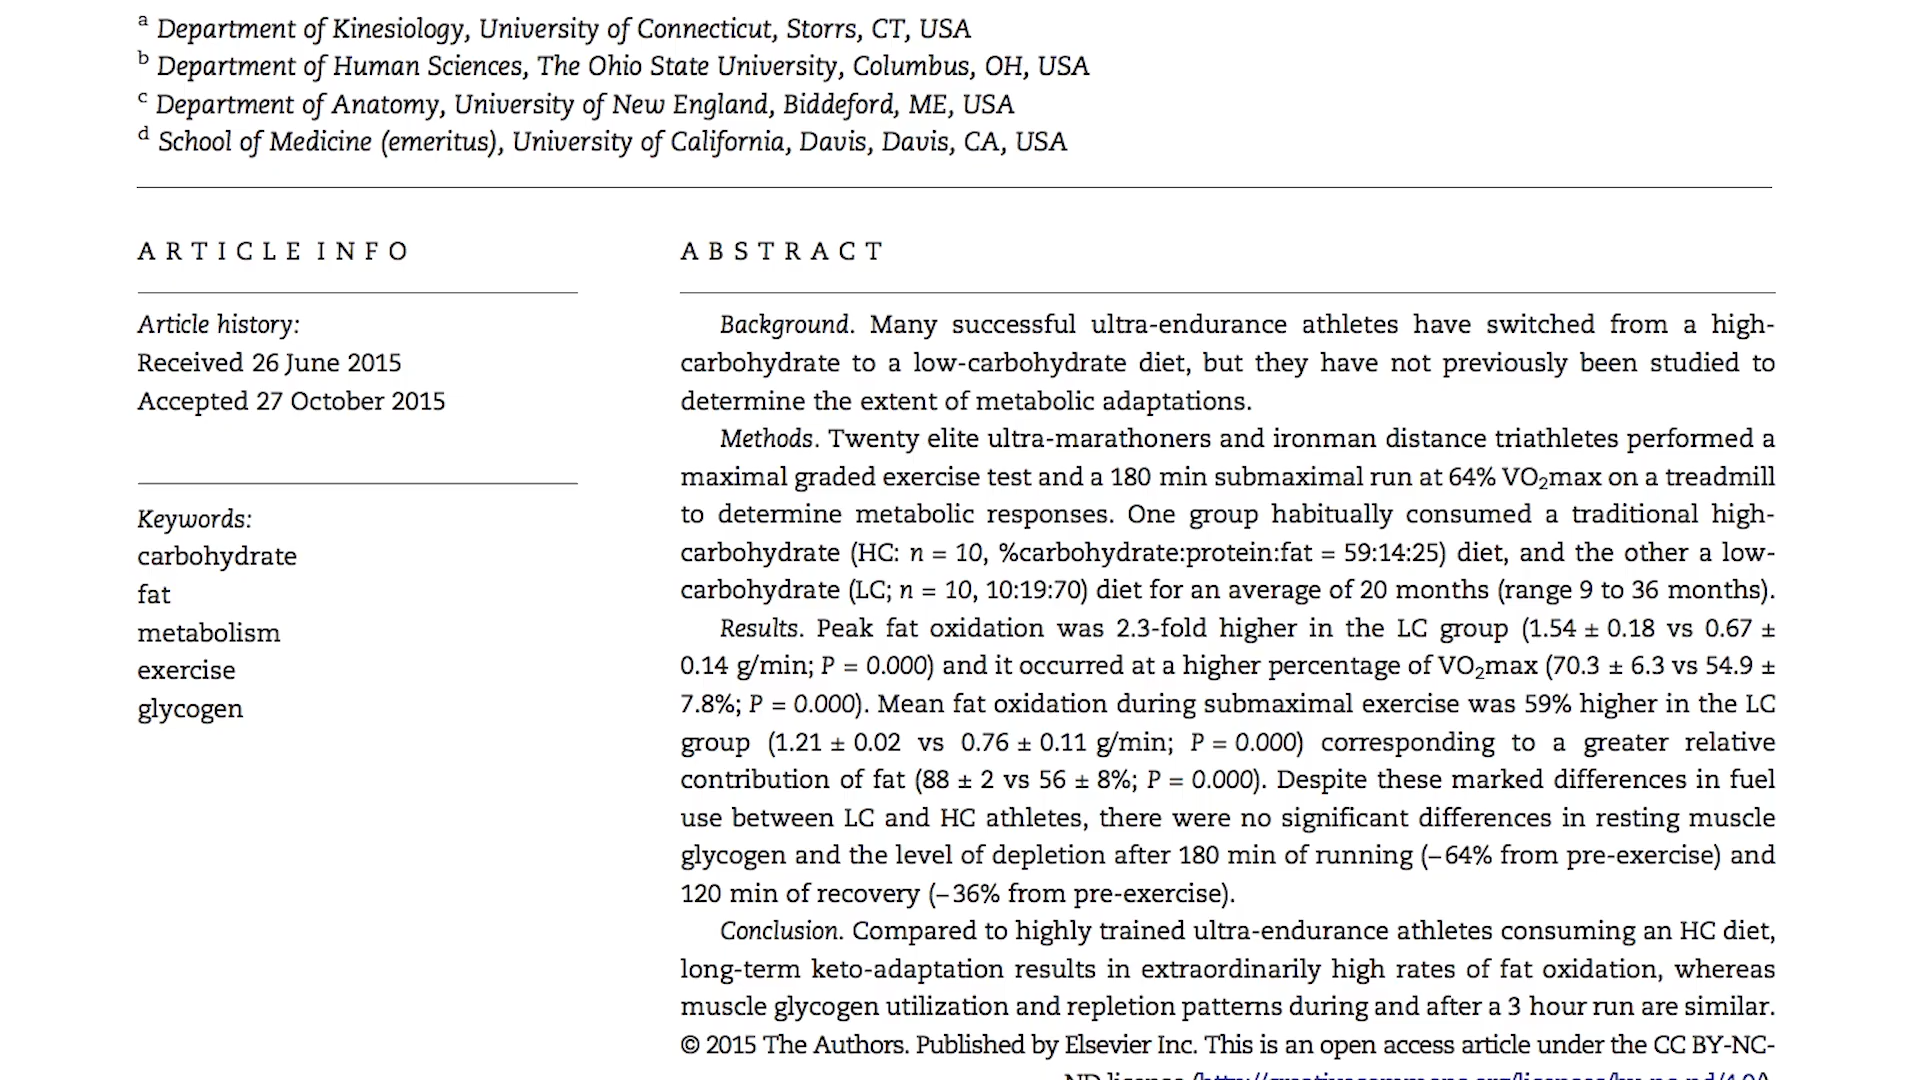 a Department of Kinesiology, University of Connecticut, Storrs, CT, USA
b Department of Human Sciences, The Ohio State University, Columbus, OH, USA
c Department of Anatomy, University of New England, Biddeford, ME, USA
d School of Medicine (emeritus), University of California, Davis, Davis, CA, USA
ARTICLE INFO
Article history:
Received 26 June 2015
Accepted 27 October 2015
Keywords:
carbohydrate
fat
metabolism
exercise
glycogen
ABSTRACT
Background. Many successful ultra-endurance athletes have switched from a high-
carbohydrate to a low-carbohydrate diet, but they have not previously been studied to
determine the extent of metabolic adaptations.
Methods. Twenty elite ultra-marathoners and ironman distance triathletes performed a
maximal graded exercise test and a 180 min submaximal run at 64% VO₂max on a treadmill
to determine metabolic responses. One group habitually consumed a traditional high-
carbohydrate (HC: n = 10, %carbohydrate:protein:fat = 59:14:25) diet, and the other a low-
carbohydrate (LC; n = 10, 10:19:70) diet for an average of 20 months (range 9 to 36 months).
Results. Peak fat oxidation was 2.3-fold higher in the LC group (1.54 ± 0.18 vs 0.67 ±
0.14 g/min; P = 0.000) and it occurred at a higher percentage of VO₂max (70.3 ± 6.3 vs 54.9 ±
7.8%; P = 0.000). Mean fat oxidation during submaximal exercise was 59% higher in the LC
group (1.21 ± 0.02 vs 0.76 ± 0.11 g/min; P = 0.000) corresponding to a greater relative
contribution of fat (88 ± 2 vs 56 ± 8%; P = 0.000). Despite these marked differences in fuel
use between LC and HC athletes, there were no significant differences in resting muscle
glycogen and the level of depletion after 180 min of running (−64% from pre-exercise) and
120 min of recovery (−36% from pre-exercise).
Conclusion. Compared to highly trained ultra-endurance athletes consuming an HC diet,
long-term keto-adaptation results in extraordinarily high rates of fat oxidation, whereas
muscle glycogen utilization and repletion patterns during and after a 3 hour run are similar.
© 2015 The Authors. Published by Elsevier Inc. This is an open access article under the CC BY-NC-